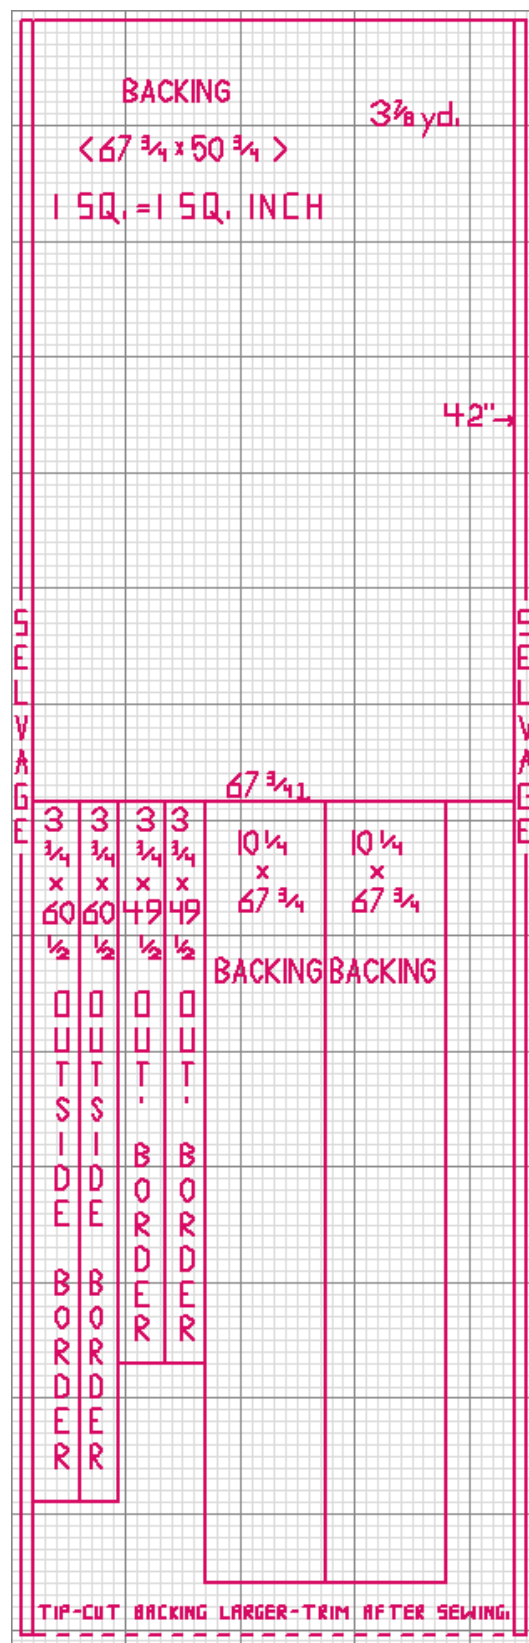 BACKING
3⅞ yd.
<67 ¾ x 50 ¾ >
1 SQ. =1 SQ. INCH
42"→
SELVAGE
SELVAGE
67 ¾
3 ¾ x 60 ½ OUTSIDE BORDER
3 ¾ x 60 ½ OUTSIDE BORDER
3 ¾ x 49 ½ OUT. BORDER
3 ¾ x 49 ½ OUT. BORDER
10 ¼
x
67 ¾
BACKING
10 ¼
x
67 ¾
BACKING
TIP-CUT BACKING LARGER-TRIM AFTER SEWING.